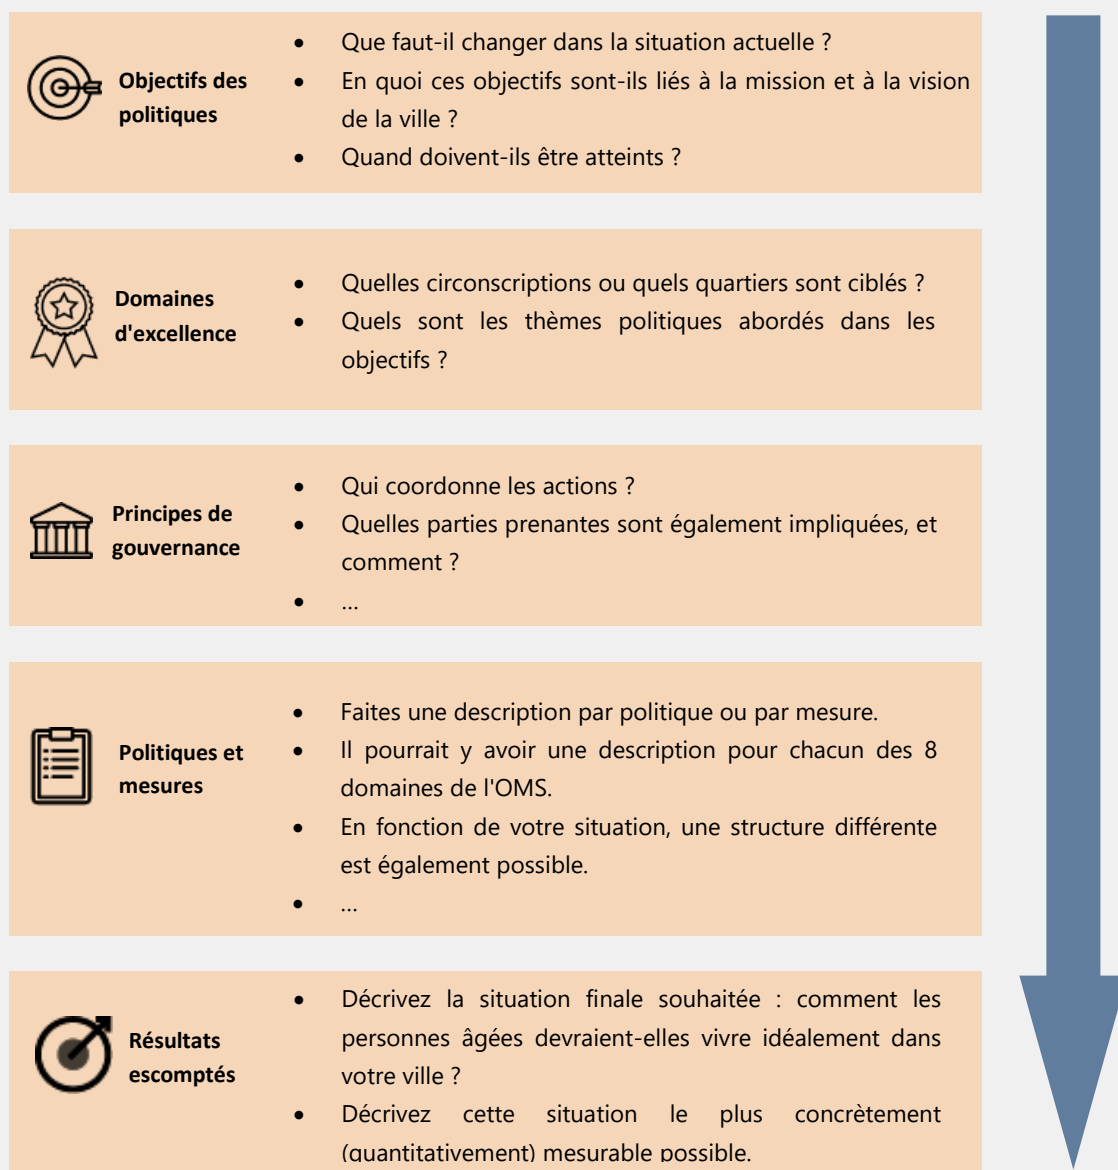 Objectifs des
politiques
• Que faut-il changer dans la situation actuelle ?
• En quoi ces objectifs sont-ils liés à la mission et à la vision
de la ville ?
• Quand doivent-ils être atteints ?
Domaines
d'excellence
• Quelles circonscriptions ou quels quartiers sont ciblés ?
• Quels sont les thèmes politiques abordés dans les
objectifs ?
Principes de
gouvernance
• Qui coordonne les actions ?
• Quelles parties prenantes sont également impliquées, et
comment ?
• ...
Politiques et
mesures
• Faites une description par politique ou par mesure.
• Il pourrait y avoir une description pour chacun des 8
domaines de l'OMS.
• En fonction de votre situation, une structure différente
est également possible.
• ...
Résultats
escomptés
• Décrivez la situation finale souhaitée : comment les
personnes âgées devraient-elles vivre idéalement dans
votre ville ?
• Décrivez cette situation le plus concrètement
(quantitativement) mesurable possible.